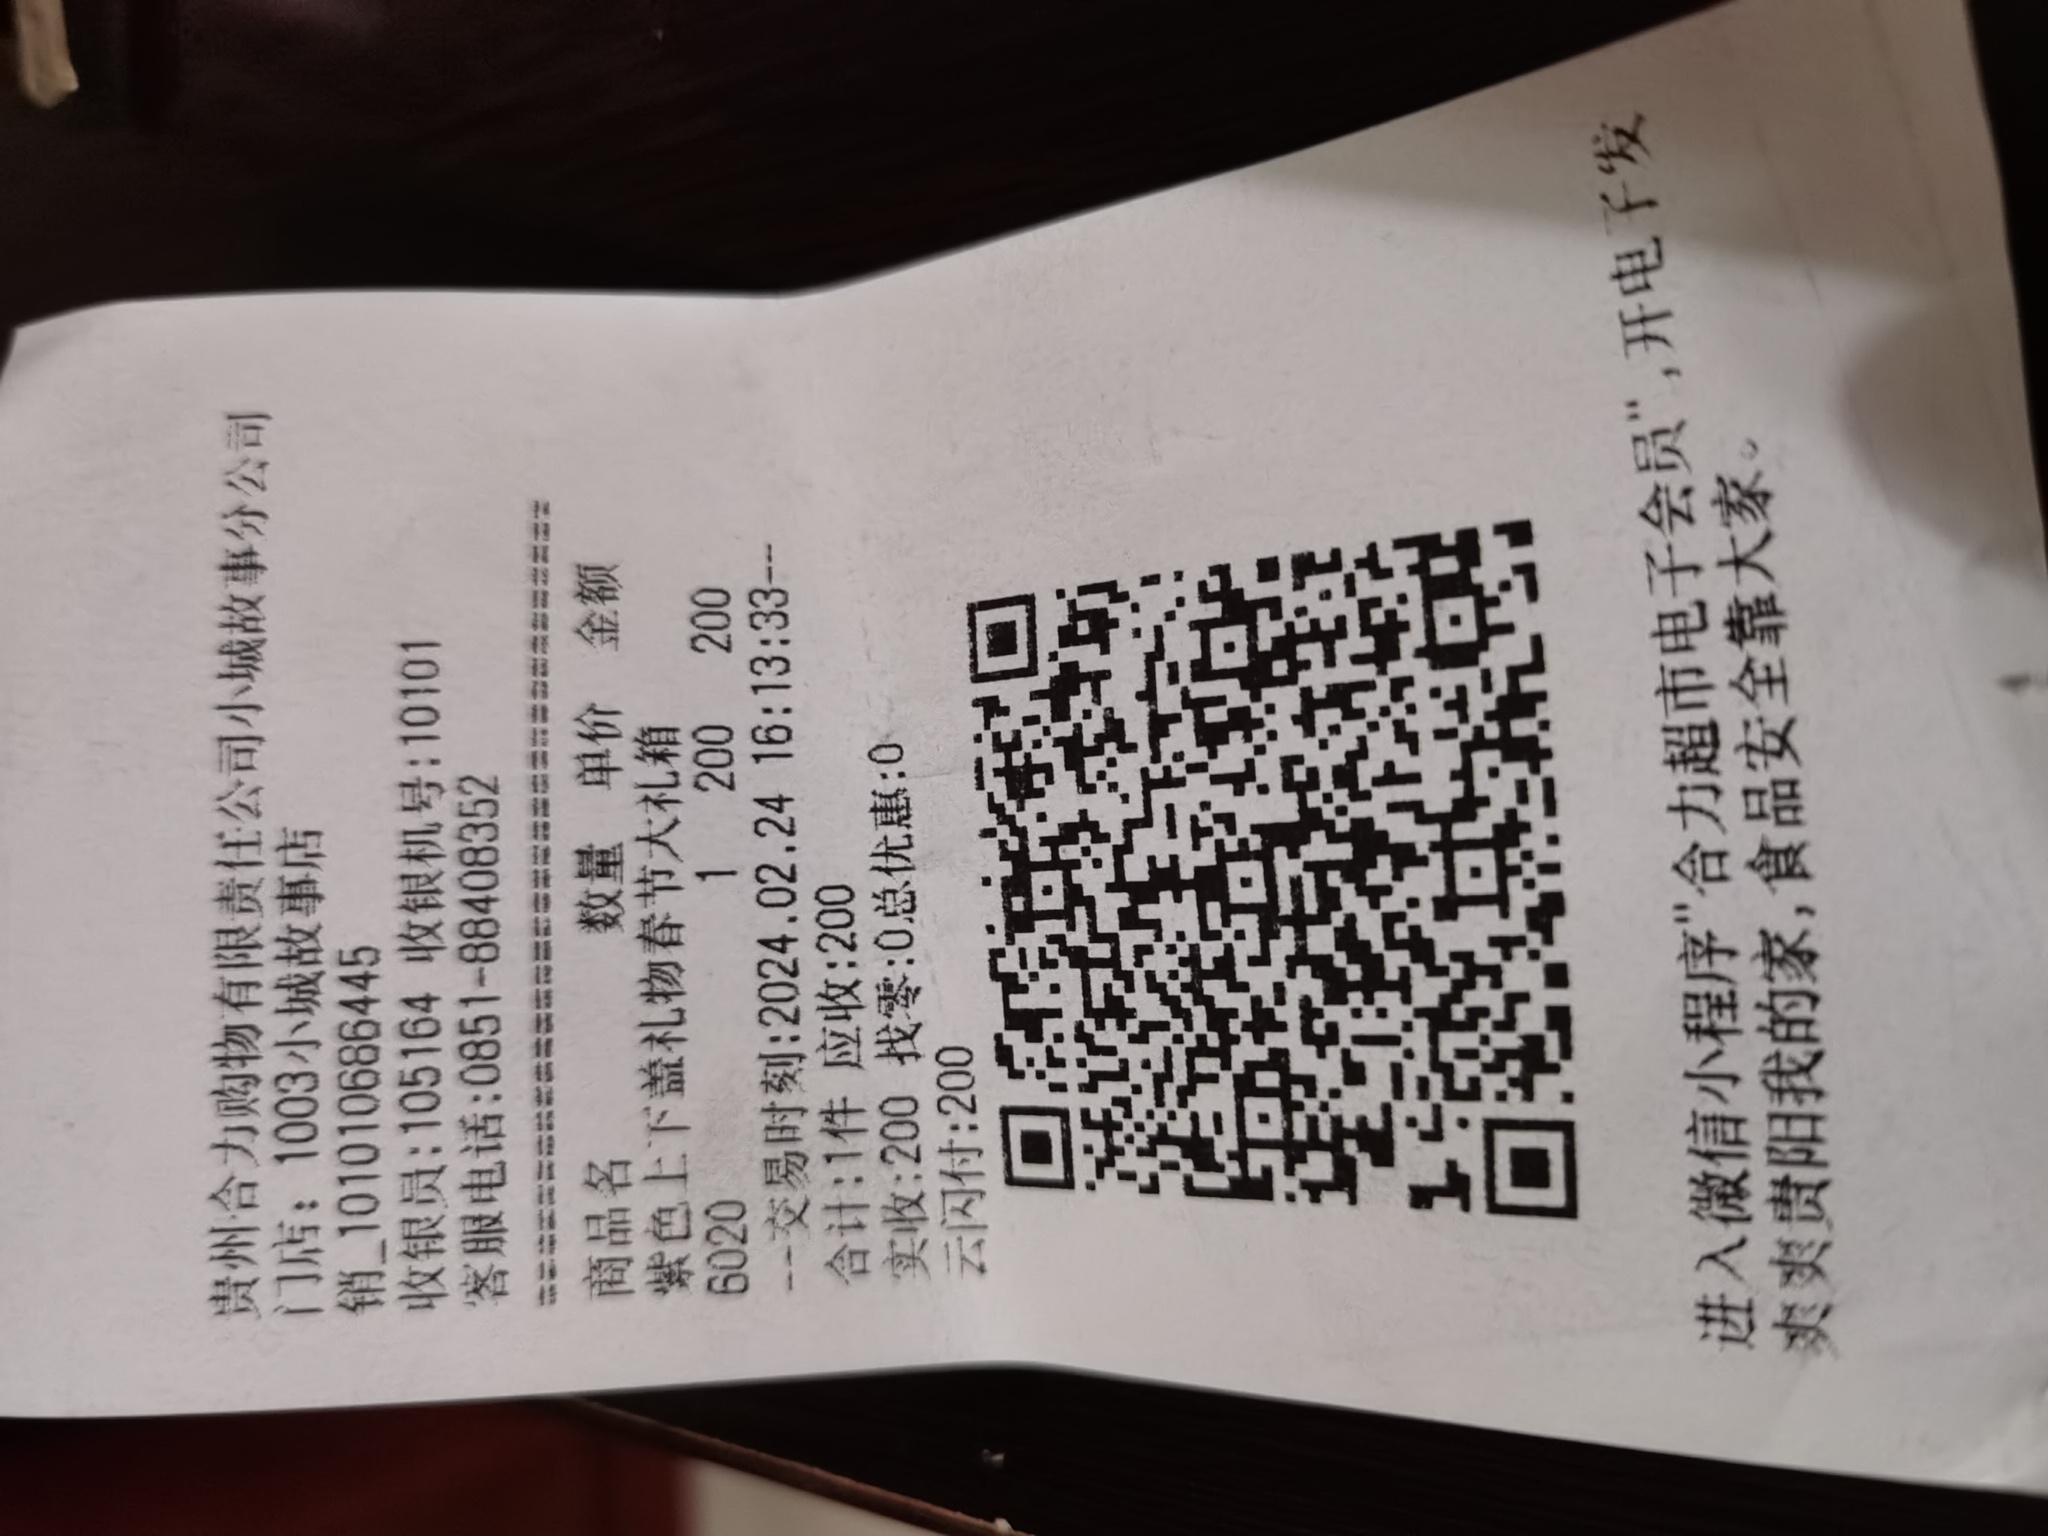 贵州合力购物有限责任公司小城故事分公司
门店：1003小城故事店
销_101010686445
收银员:105164 收银机号:10101
客服电话:0851-88408352
商品名 数量 单价 金额
紫色上下盖礼物春节大礼箱
6020 1 200 200
---交易时刻:2024.02.24 16:13:33---
合计:1件 应收:200
实收:200 找零:0总优惠:0
云闪付:200
进入微信小程序"合力超市电子会员",开电子发
爽爽贵阳我的家,食品安全靠大家。